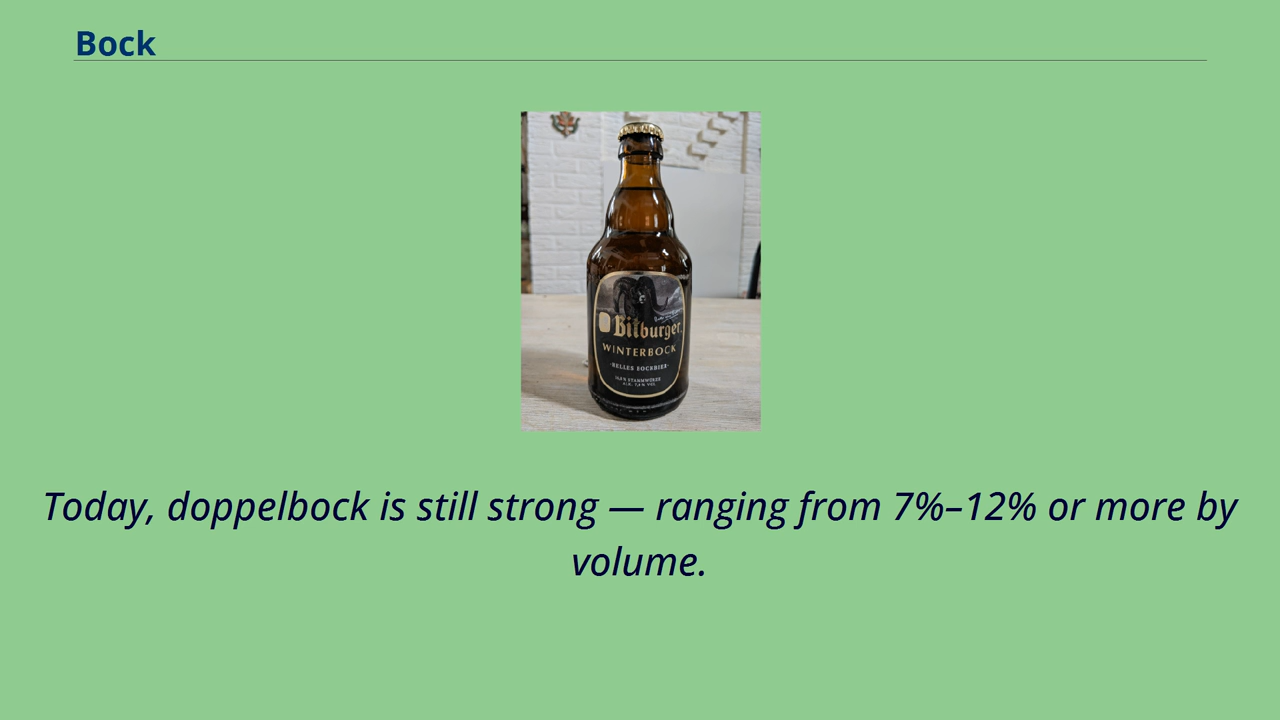 Bock
Bitburger
WINTERBOCK
·HELLES BOCKBIER·
Today, doppelbock is still strong — ranging from 7%–12% or more by
volume.